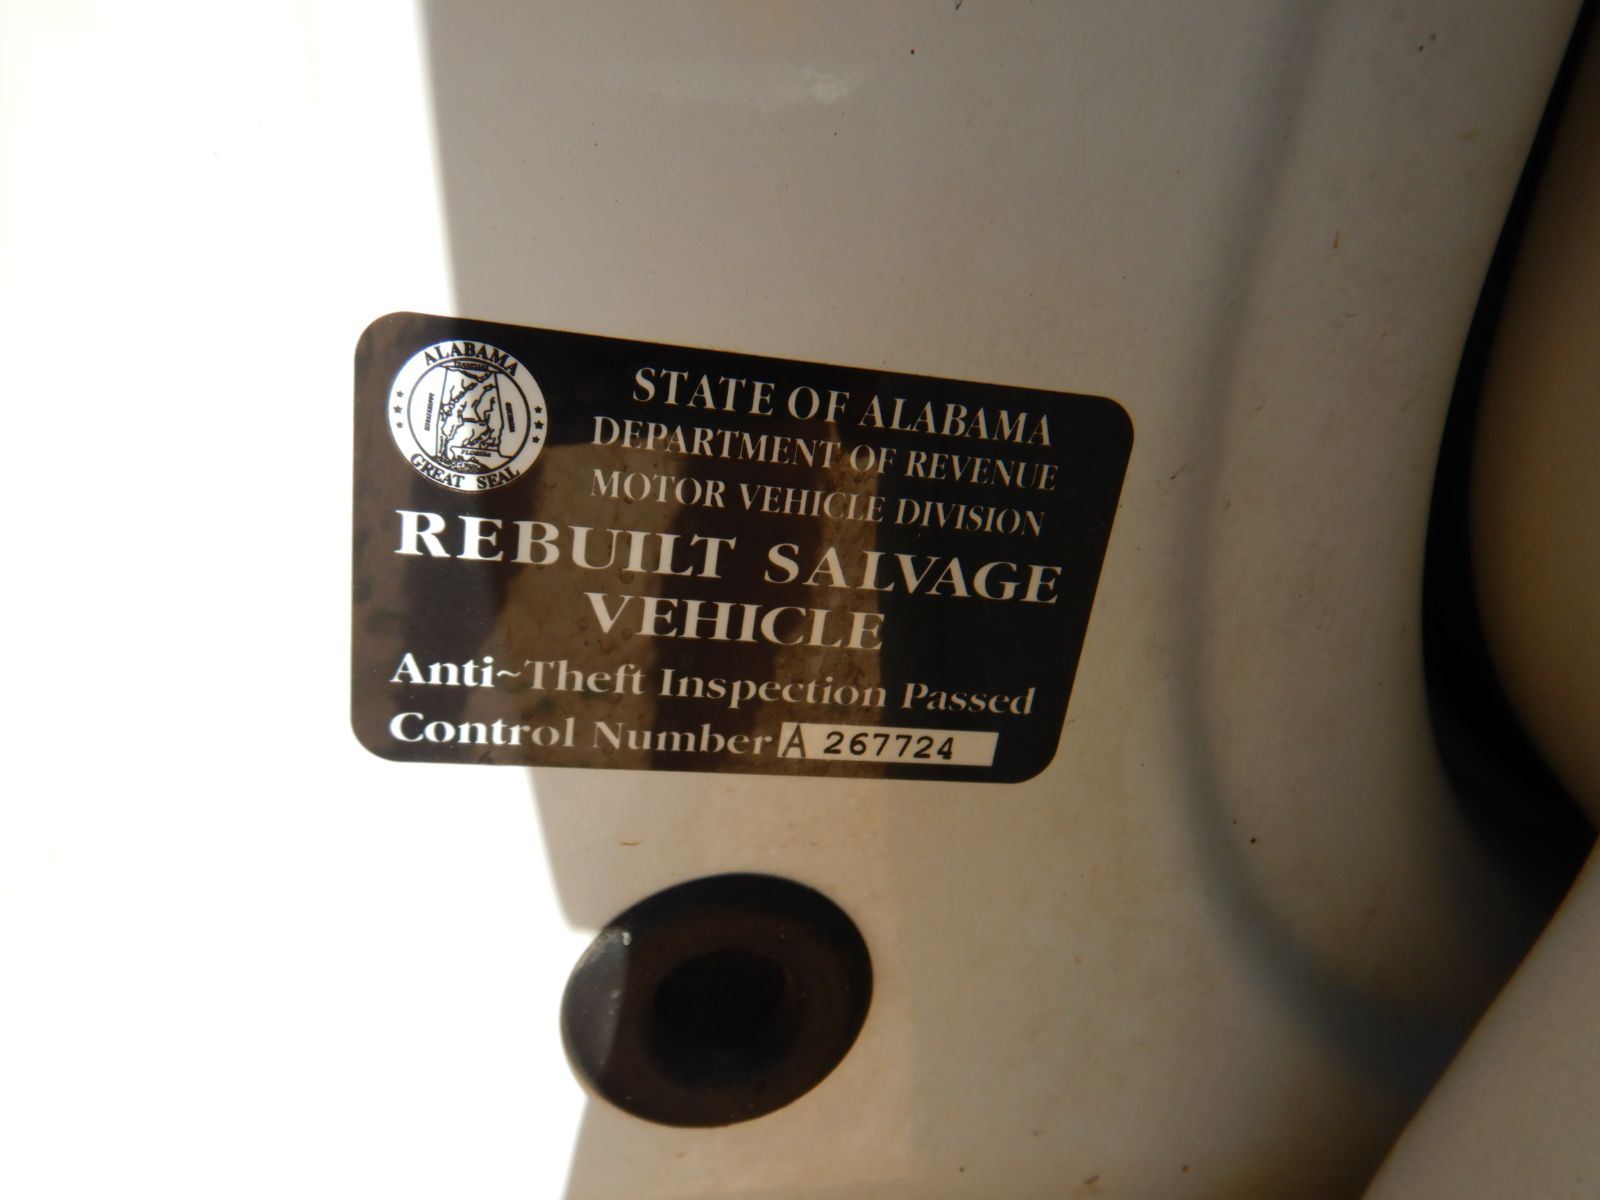 ALABAMA
FLORIDA
GREAT SEAL
STATE OF ALABAMA
DEPARTMENT OF REVENUE
MOTOR VEHICLE DIVISION
REBUILT SALVAGE
VEHICLE
Anti~Theft Inspection Passed
Control Number A 267724